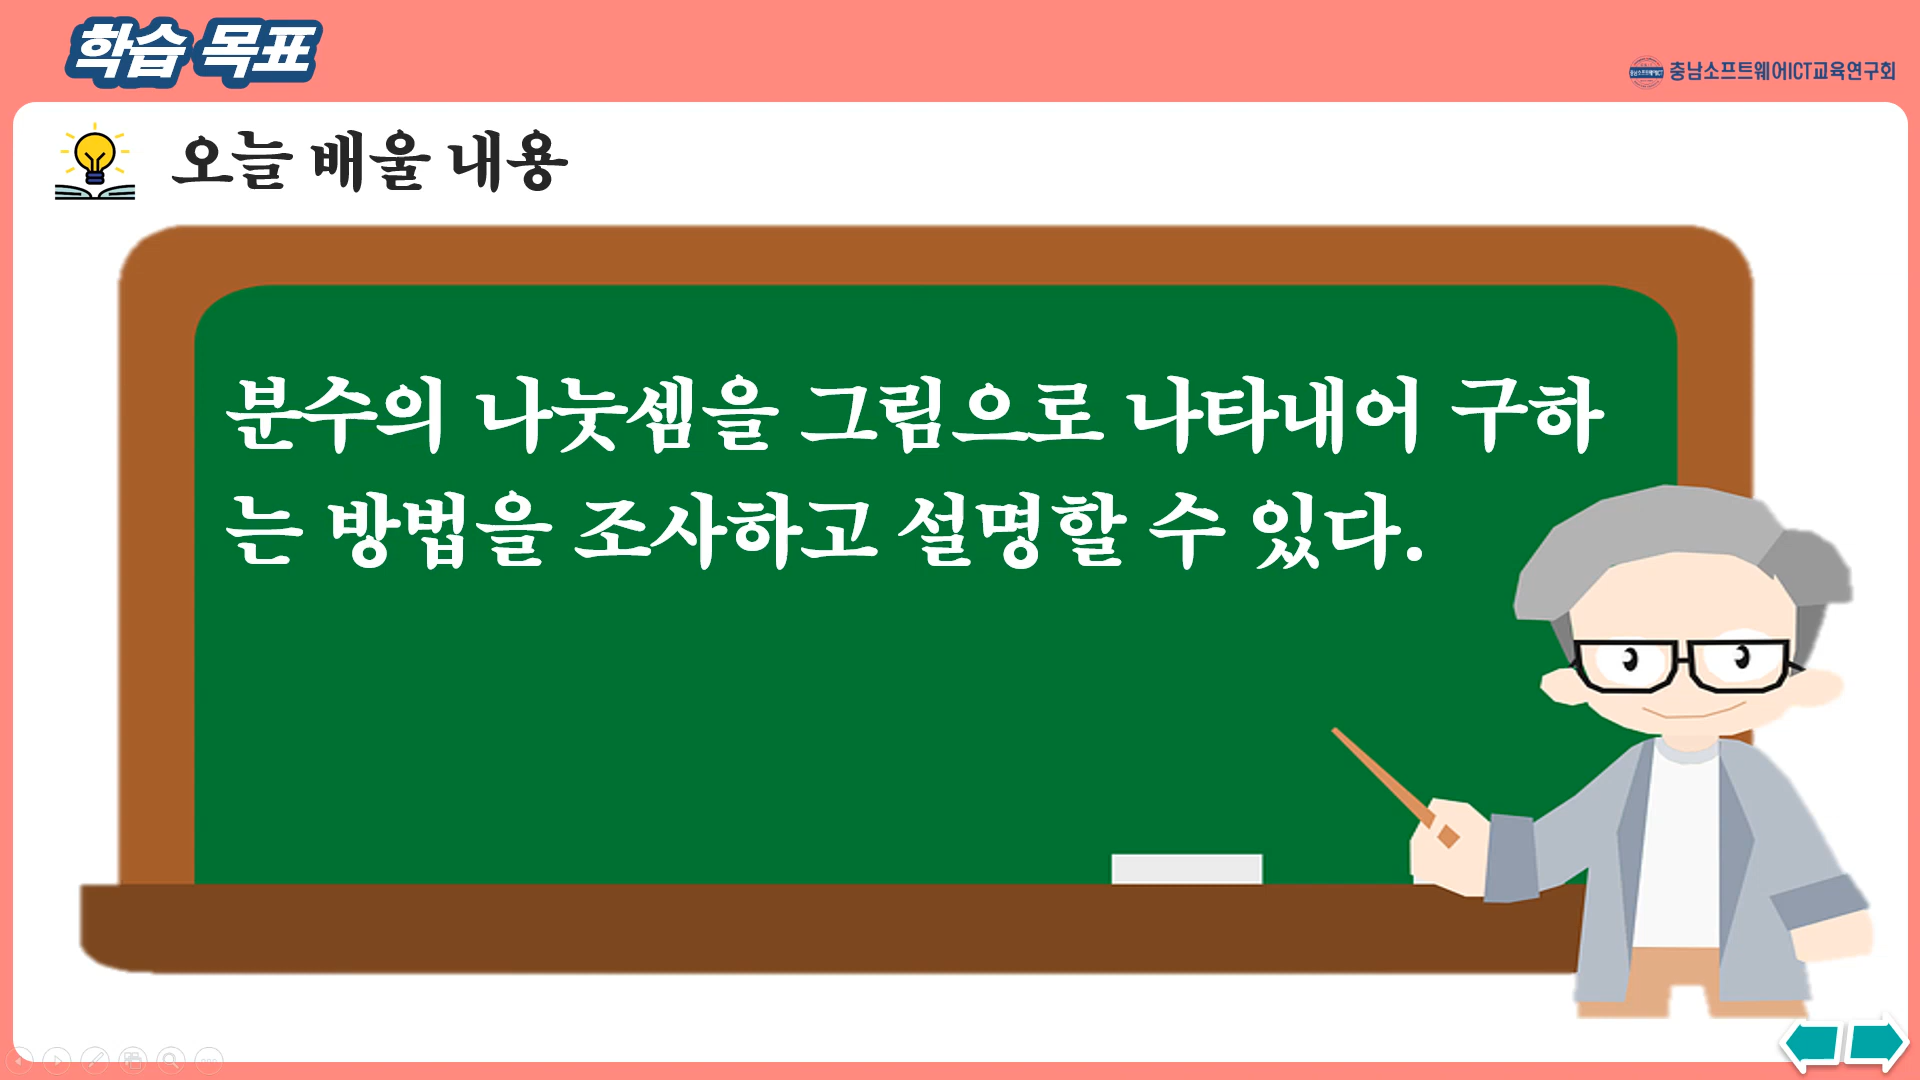 학습 목표
충남소프트웨어ICT교육연구회
오늘 배울 내용
분수의 나눗셈을 그림으로 나타내어 구하
는 방법을 조사하고 설명할 수 있다.